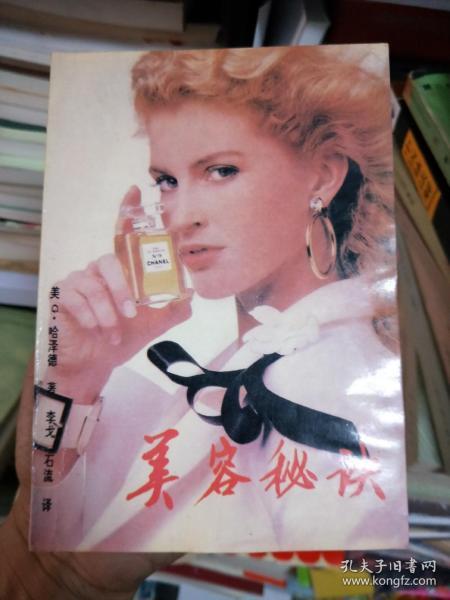 N°5
CHANEL
美G·哈泽德 著 李戈 石流 译
美容秘诀
孔夫子旧书网
www.kongfz.com